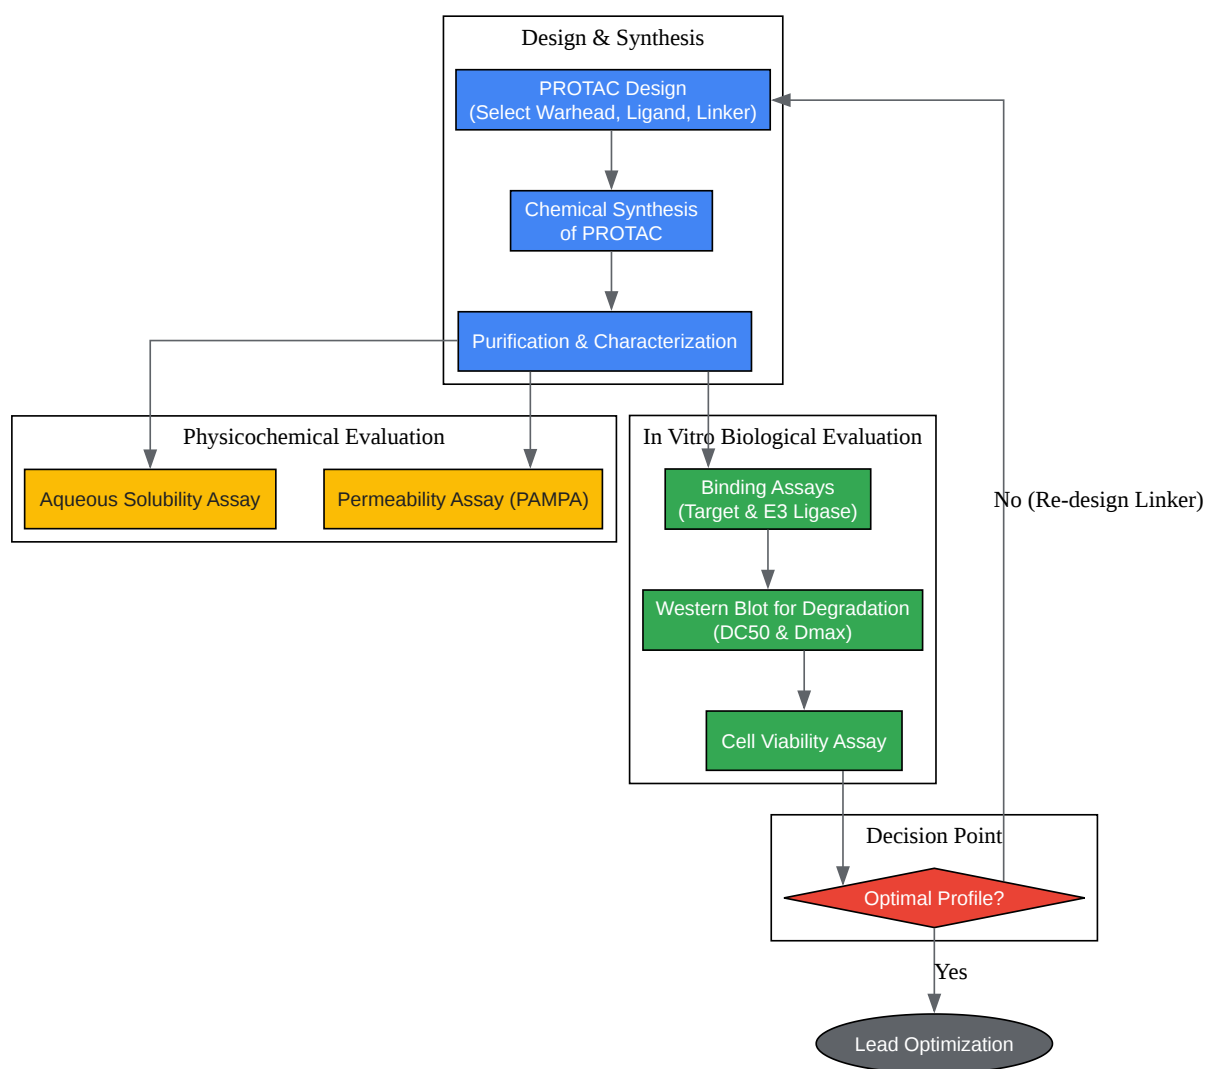 Design & Synthesis
PROTAC Design
(Select Warhead, Ligand, Linker)
Chemical Synthesis
of PROTAC
Purification & Characterization
Physicochemical Evaluation
Aqueous Solubility Assay
Permeability Assay (PAMPA)
In Vitro Biological Evaluation
Binding Assays
(Target & E3 Ligase)
Western Blot for Degradation
(DC50 & Dmax)
Cell Viability Assay
No (Re-design Linker)
Decision Point
Optimal Profile?
Yes
Lead Optimization